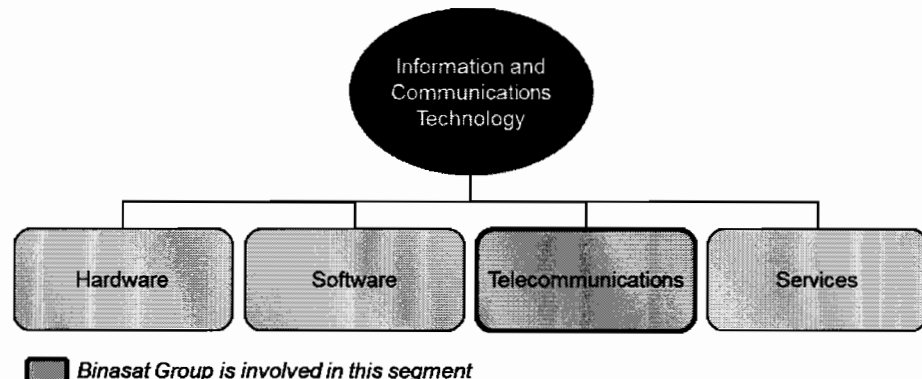 Information and
Communications
Technology
Hardware
Software
Telecommunications
Services
Binasat Group is involved in this segment